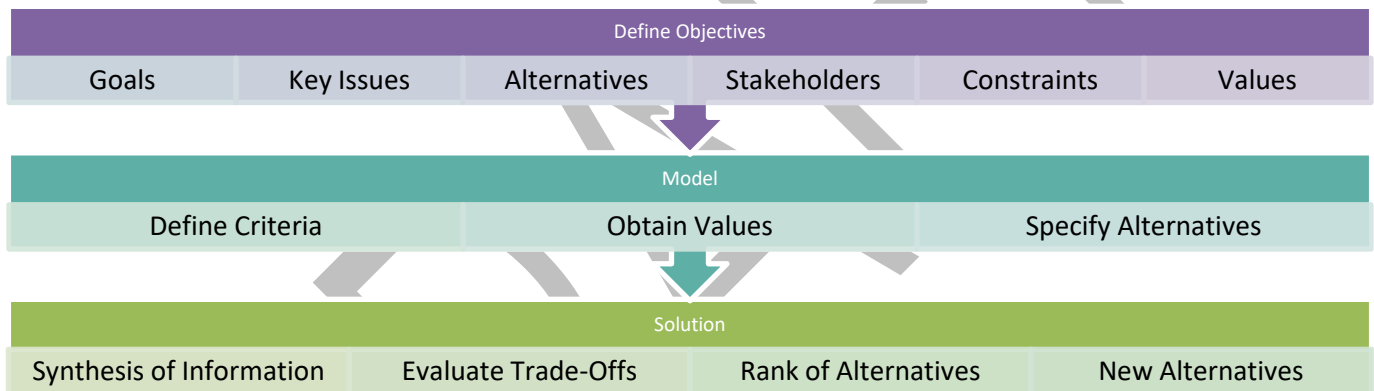 Define Objectives
Goals Key Issues Alternatives Stakeholders Constraints Values
Model
Define Criteria Obtain Values Specify Alternatives
Solution
Synthesis of Information Evaluate Trade-Offs Rank of Alternatives New Alternatives